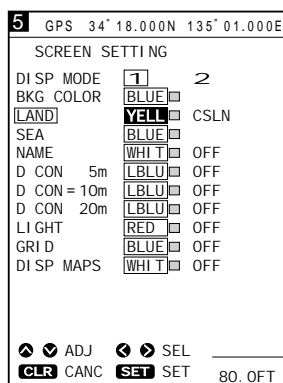 5 GPS 34°18.000N 135°01.000E
SCREEN SETTING
DISP MODE 1 2
BKG COLOR BLUE
LAND YELL CSLN
SEA BLUE
NAME WHIT OFF
D CON 5m LBLU OFF
D CON=10m LBLU OFF
D CON 20m LBLU OFF
LIGHT RED OFF
GRID BLUE OFF
DISP MAPS WHIT OFF
ADJ SEL
CLR CANC SET SET 80.0FT